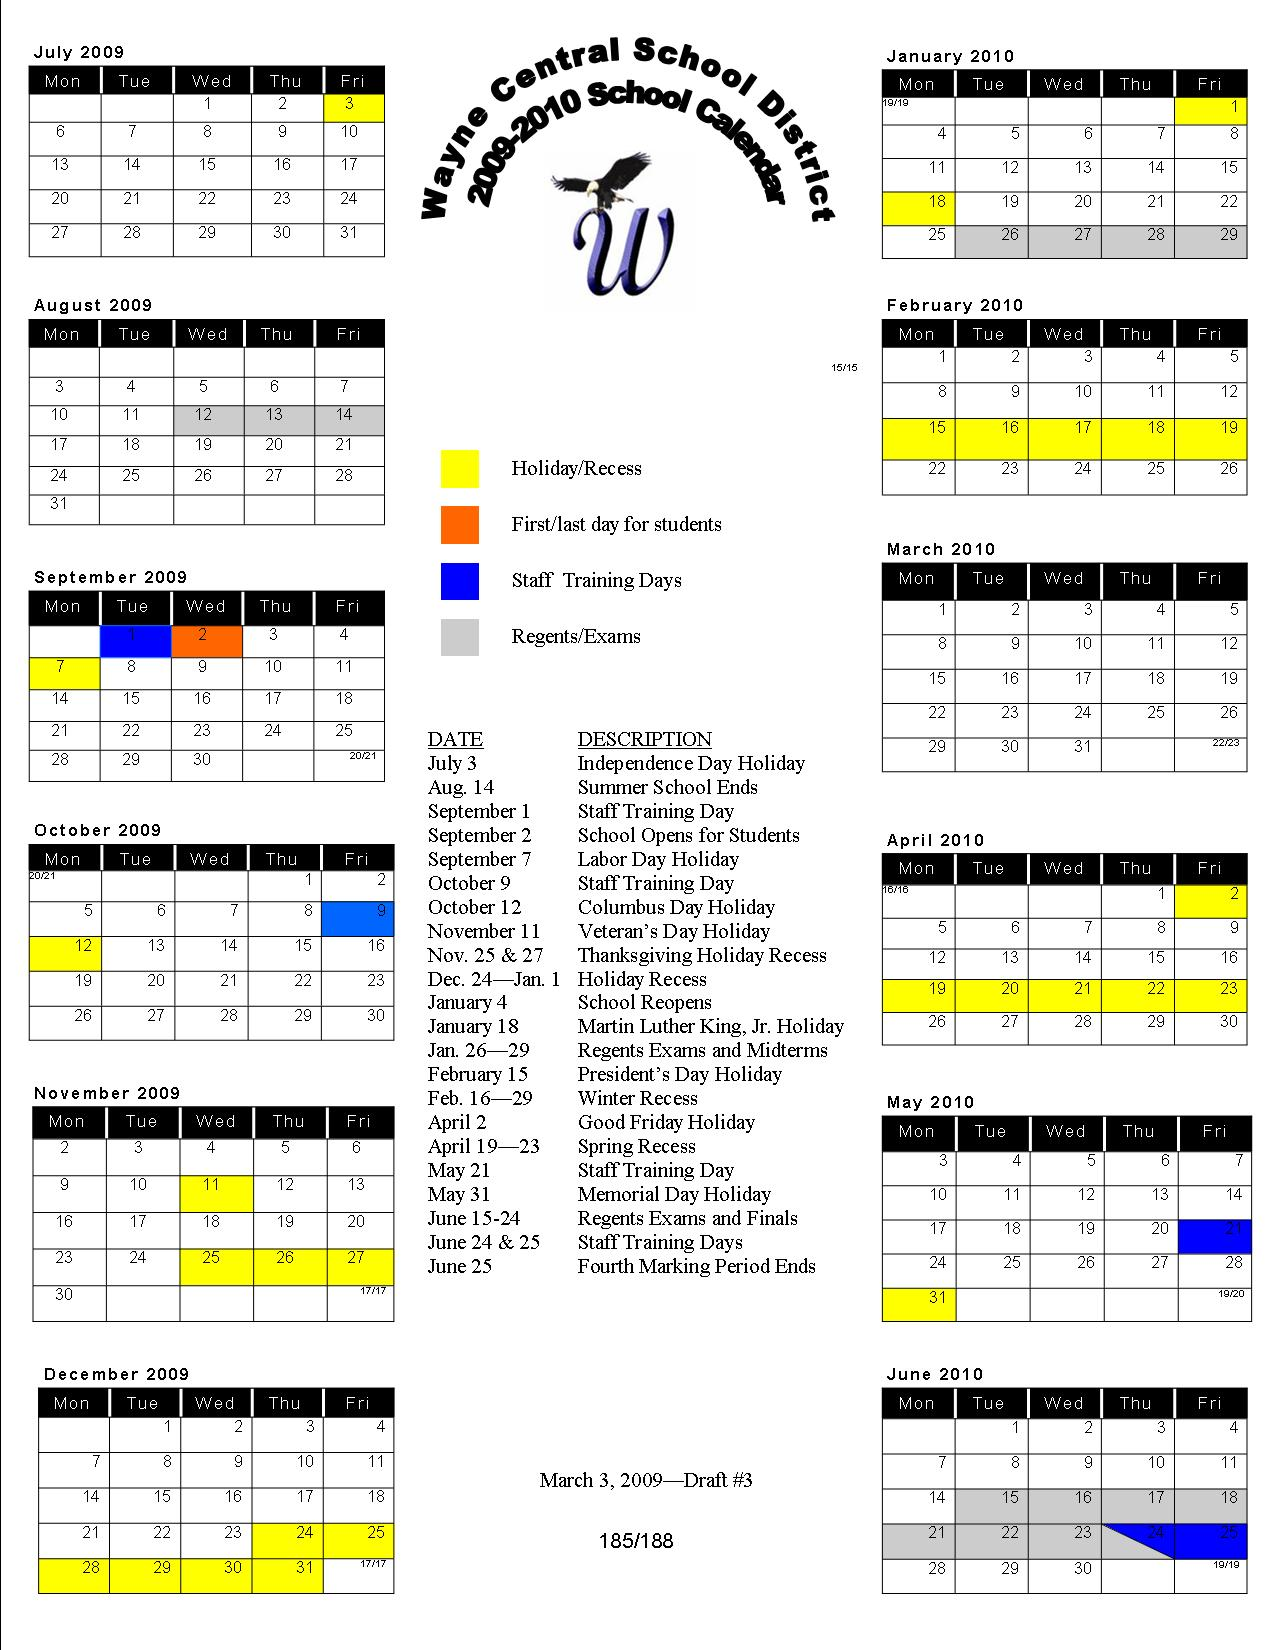 Wayne Central School District
2009-2010 School Calendar
W
July 2009
Mon Tue Wed Thu Fri
1 2 3
6 7 8 9 10
13 14 15 16 17
20 21 22 23 24
27 28 29 30 31
August 2009
Mon Tue Wed Thu Fri
3 4 5 6 7
10 11 12 13 14
17 18 19 20 21
24 25 26 27 28
31
September 2009
Mon Tue Wed Thu Fri
1 2 3 4
7 8 9 10 11
14 15 16 17 18
21 22 23 24 25
28 29 30 20/21
October 2009
Mon Tue Wed Thu Fri
20/21 1 2
5 6 7 8 9
12 13 14 15 16
19 20 21 22 23
26 27 28 29 30
November 2009
Mon Tue Wed Thu Fri
2 3 4 5 6
9 10 11 12 13
16 17 18 19 20
23 24 25 26 27
30 17/17
December 2009
Mon Tue Wed Thu Fri
1 2 3 4
7 8 9 10 11
14 15 16 17 18
21 22 23 24 25
28 29 30 31 17/17
Holiday/Recess
First/last day for students
Staff Training Days
Regents/Exams
DATE DESCRIPTION
July 3 Independence Day Holiday
Aug. 14 Summer School Ends
September 1 Staff Training Day
September 2 School Opens for Students
September 7 Labor Day Holiday
October 9 Staff Training Day
October 12 Columbus Day Holiday
November 11 Veteran's Day Holiday
Nov. 25 & 27 Thanksgiving Holiday Recess
Dec. 24—Jan. 1 Holiday Recess
January 4 School Reopens
January 18 Martin Luther King, Jr. Holiday
Jan. 26—29 Regents Exams and Midterms
February 15 President's Day Holiday
Feb. 16—29 Winter Recess
April 2 Good Friday Holiday
April 19—23 Spring Recess
May 21 Staff Training Day
May 31 Memorial Day Holiday
June 15-24 Regents Exams and Finals
June 24 & 25 Staff Training Days
June 25 Fourth Marking Period Ends
March 3, 2009—Draft #3
185/188
January 2010
Mon Tue Wed Thu Fri
19/19 1
4 5 6 7 8
11 12 13 14 15
18 19 20 21 22
25 26 27 28 29
February 2010
Mon Tue Wed Thu Fri
15/15 1 2 3 4 5
8 9 10 11 12
15 16 17 18 19
22 23 24 25 26
March 2010
Mon Tue Wed Thu Fri
1 2 3 4 5
8 9 10 11 12
15 16 17 18 19
22 23 24 25 26
29 30 31 22/23
April 2010
Mon Tue Wed Thu Fri
16/16 1 2
5 6 7 8 9
12 13 14 15 16
19 20 21 22 23
26 27 28 29 30
May 2010
Mon Tue Wed Thu Fri
3 4 5 6 7
10 11 12 13 14
17 18 19 20 21
24 25 26 27 28
31 19/20
June 2010
Mon Tue Wed Thu Fri
1 2 3 4
7 8 9 10 11
14 15 16 17 18
21 22 23 24 25
28 29 30 19/19